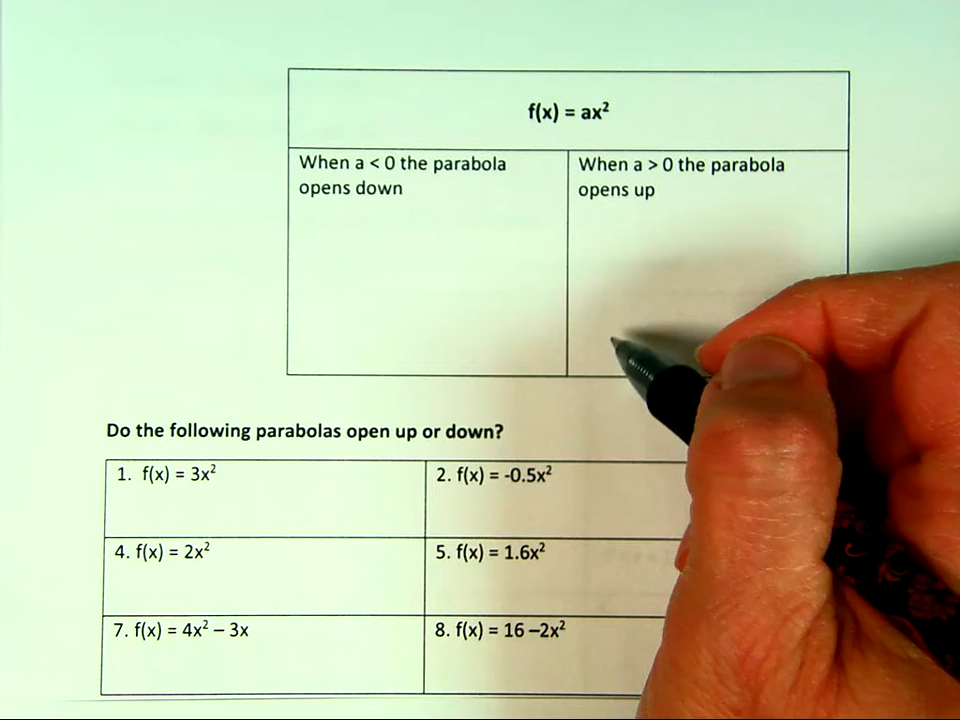 f(x) = ax²
When a < 0 the parabola
opens down
When a > 0 the parabola
opens up
Do the following parabolas open up or down?
1. f(x) = 3x²
2. f(x) = -0.5x²
4. f(x) = 2x²
5. f(x) = 1.6x²
7. f(x) = 4x² – 3x
8. f(x) = 16 –2x²